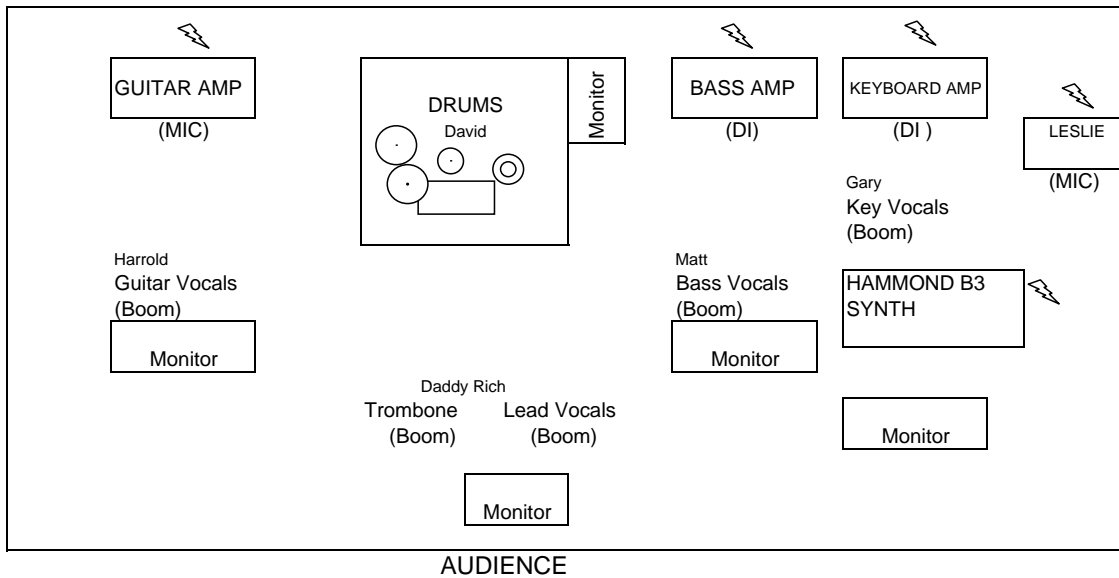 GUITAR AMP
(MIC)
DRUMS
David
Monitor
BASS AMP
(DI)
KEYBOARD AMP
(DI )
LESLIE
(MIC)
Gary
Key Vocals
(Boom)
Harrold
Guitar Vocals
(Boom)
Monitor
Matt
Bass Vocals
(Boom)
Monitor
HAMMOND B3
SYNTH
Monitor
Daddy Rich
Trombone Lead Vocals
(Boom) (Boom)
Monitor
AUDIENCE